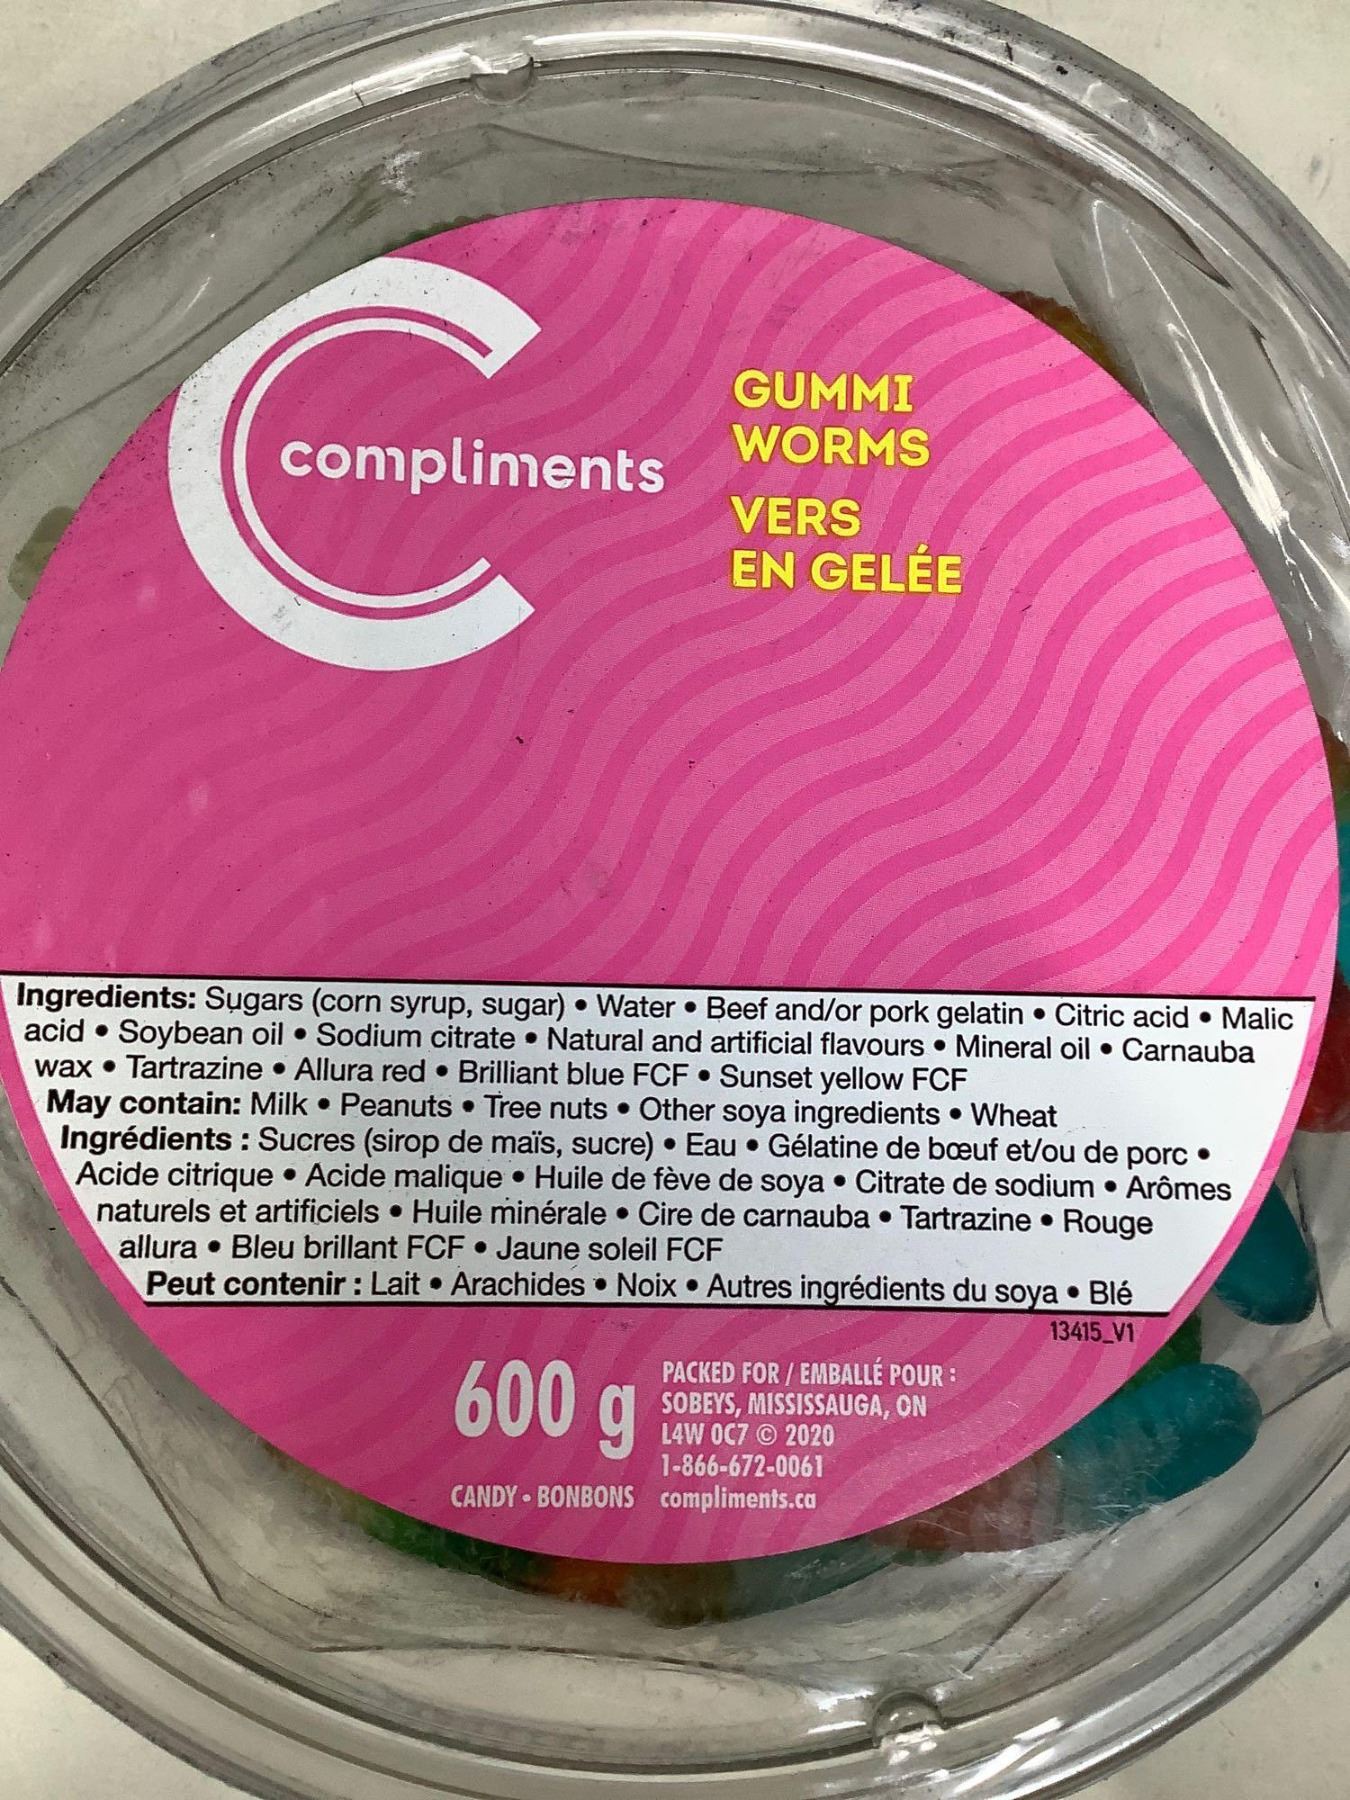 compliments
GUMMI
WORMS
VERS
EN GELÉE
Ingredients: Sugars (corn syrup, sugar) • Water • Beef and/or pork gelatin • Citric acid • Malic
acid • Soybean oil • Sodium citrate • Natural and artificial flavours • Mineral oil • Carnauba
wax • Tartrazine • Allura red • Brilliant blue FCF • Sunset yellow FCF
May contain: Milk • Peanuts • Tree nuts • Other soya ingredients • Wheat
Ingrédients : Sucres (sirop de maïs, sucre) • Eau • Gélatine de bœuf et/ou de porc •
Acide citrique • Acide malique • Huile de fève de soya • Citrate de sodium • Arômes
naturels et artificiels • Huile minérale • Cire de carnauba • Tartrazine • Rouge
allura • Bleu brillant FCF • Jaune soleil FCF
Peut contenir : Lait • Arachides • Noix • Autres ingrédients du soya • Blé
13415_V1
600 g
CANDY • BONBONS
PACKED FOR / EMBALLÉ POUR :
SOBEYS, MISSISSAUGA, ON
L4W 0C7 © 2020
1-866-672-0061
compliments.ca